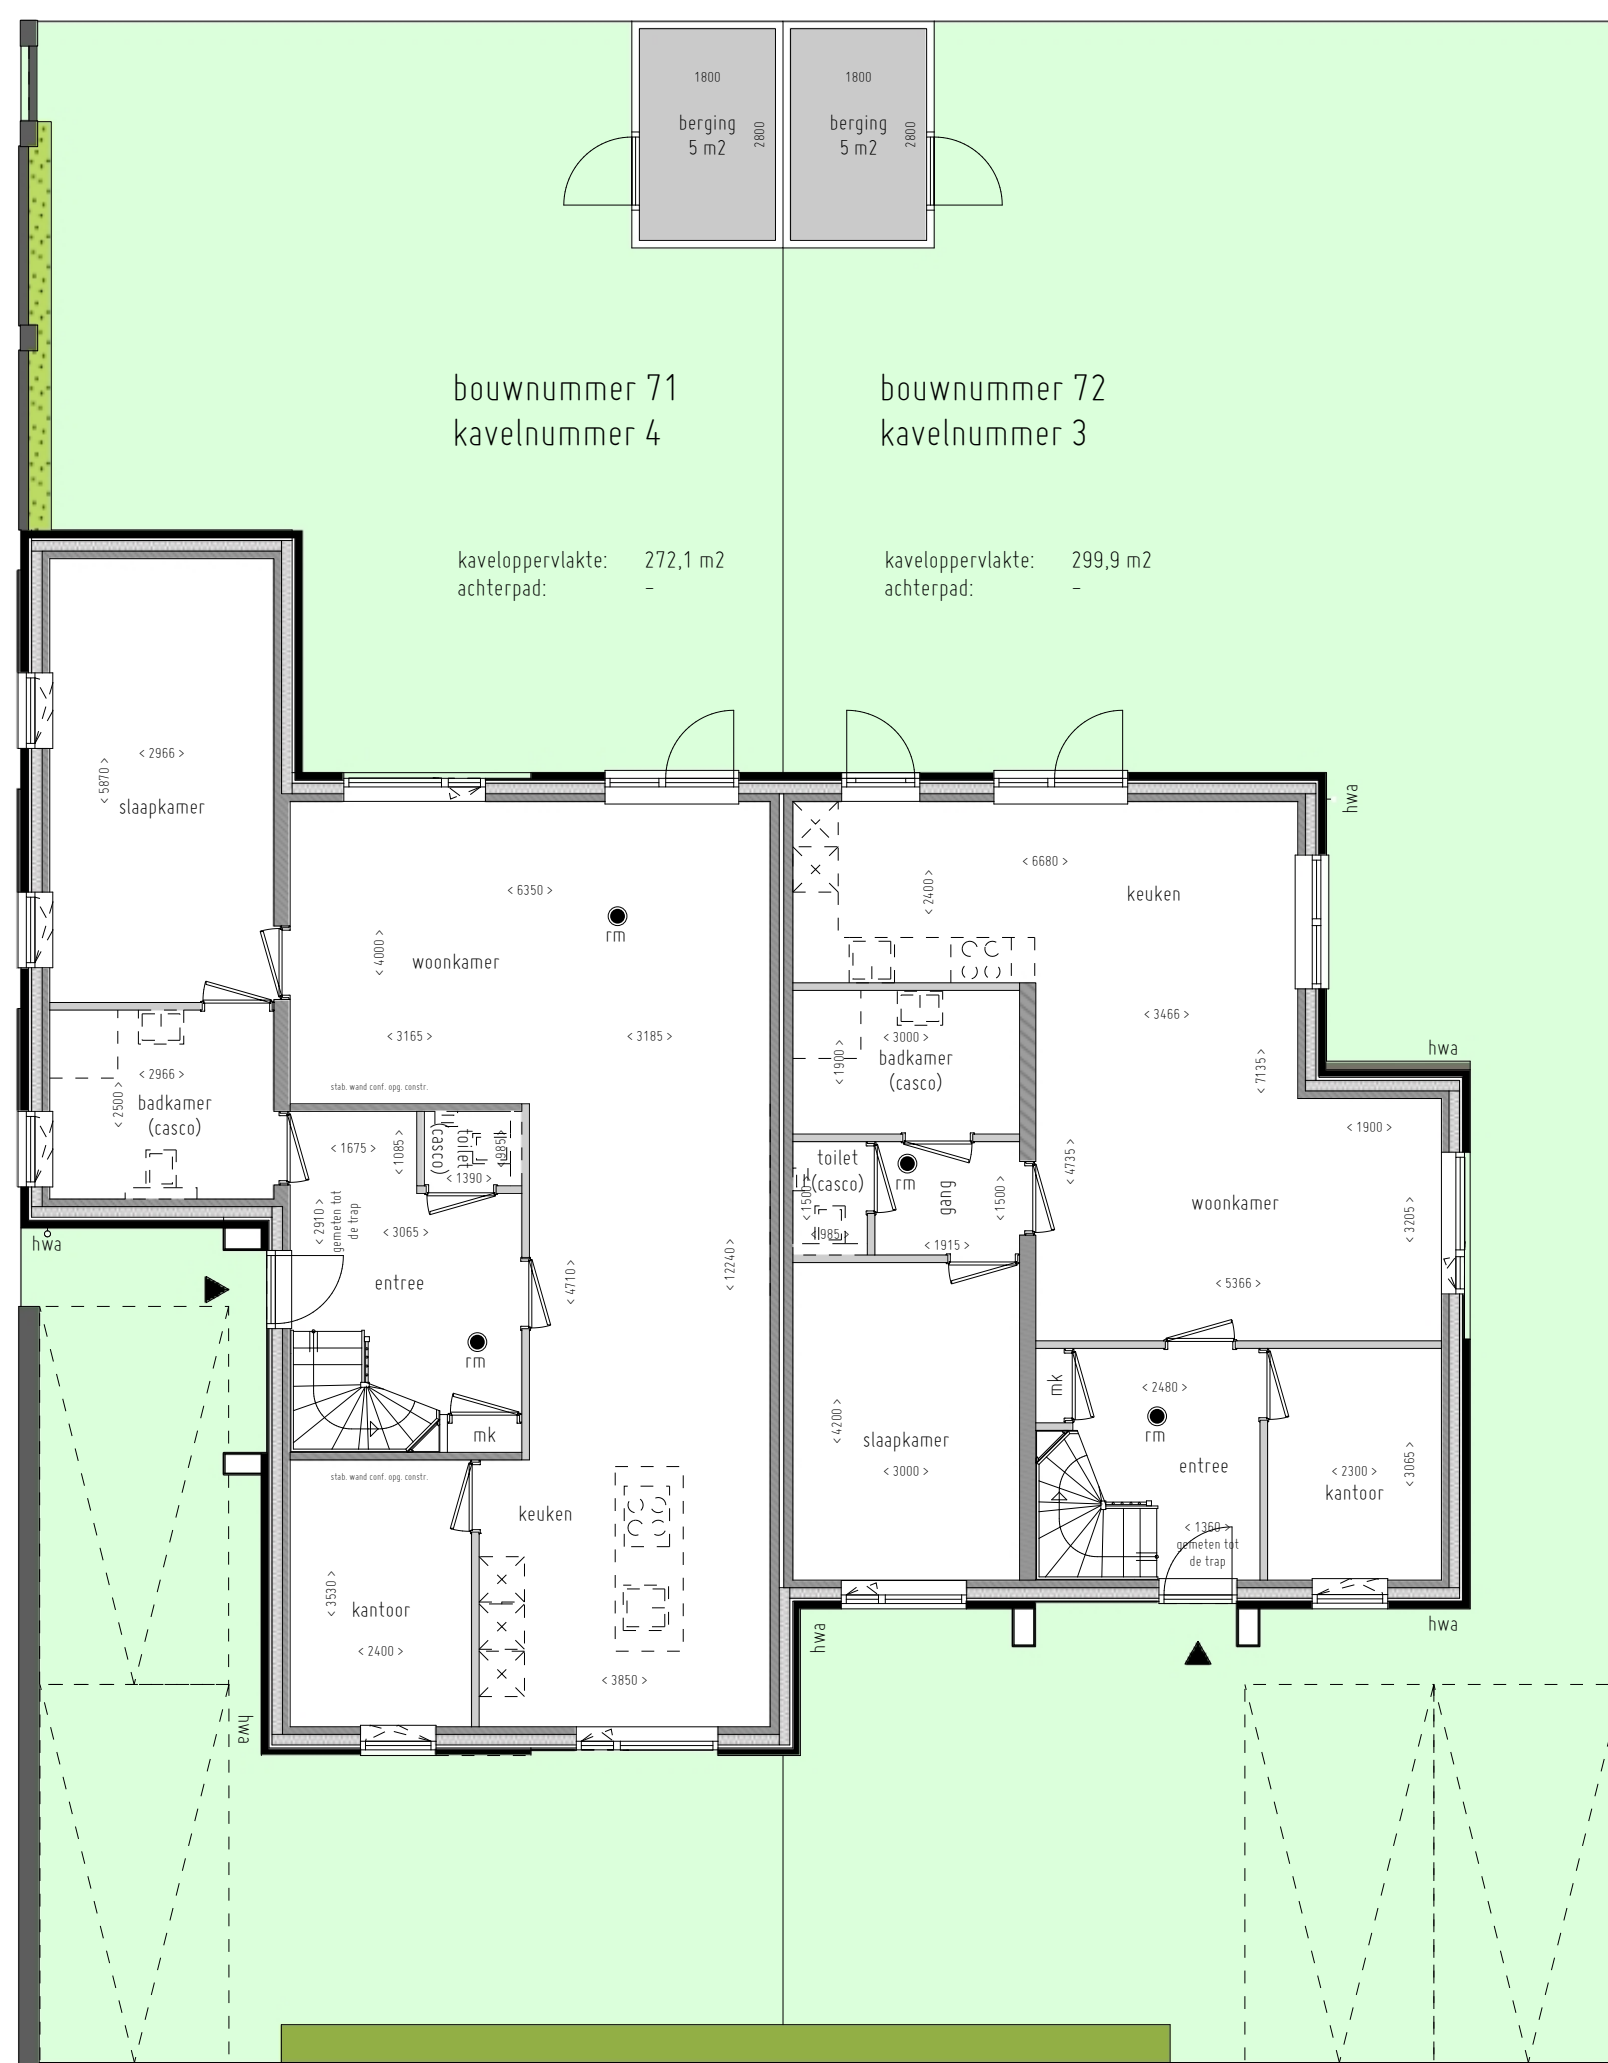 1800
berging
5 m2
2800
1800
berging
5 m2
2800
bouwnummer 71
kavelnummer 4
bouwnummer 72
kavelnummer 3
kaveloppervlakte: 272,1 m2
achterpad: -
kaveloppervlakte: 299,9 m2
achterpad: -
< 2966 >
< 5870 >
slaapkamer
< 6350 >
rm
< 4000 >
woonkamer
< 3165 >
< 3185 >
stab. wand conf. opg. constr.
< 2966 >
< 2500 >
badkamer
(casco)
< 1675 >
< 1085 >
toilet
(casco)
< 985 >
< 1390 >
< 2910 >
gemeten tot
de trap
< 3065 >
entree
< 4710 >
< 12240 >
rm
mk
hwa
stab. wand conf. opg. constr.
keuken
< 3530 >
kantoor
< 2400 >
< 3850 >
hwa
hwa
< 6680 >
< 2400 >
keuken
< 3466 >
hwa
< 3000 >
< 1900 >
badkamer
(casco)
< 7135 >
< 1900 >
toilet
(casco)
< 1500 >
< 985 >
rm
gang
< 1500 >
< 1915 >
< 4735 >
woonkamer
< 3205 >
< 5366 >
mk
< 2480 >
rm
entree
< 4200 >
slaapkamer
< 3000 >
< 2300 >
kantoor
< 3065 >
< 1360 >
gemeten tot
de trap
hwa
hwa